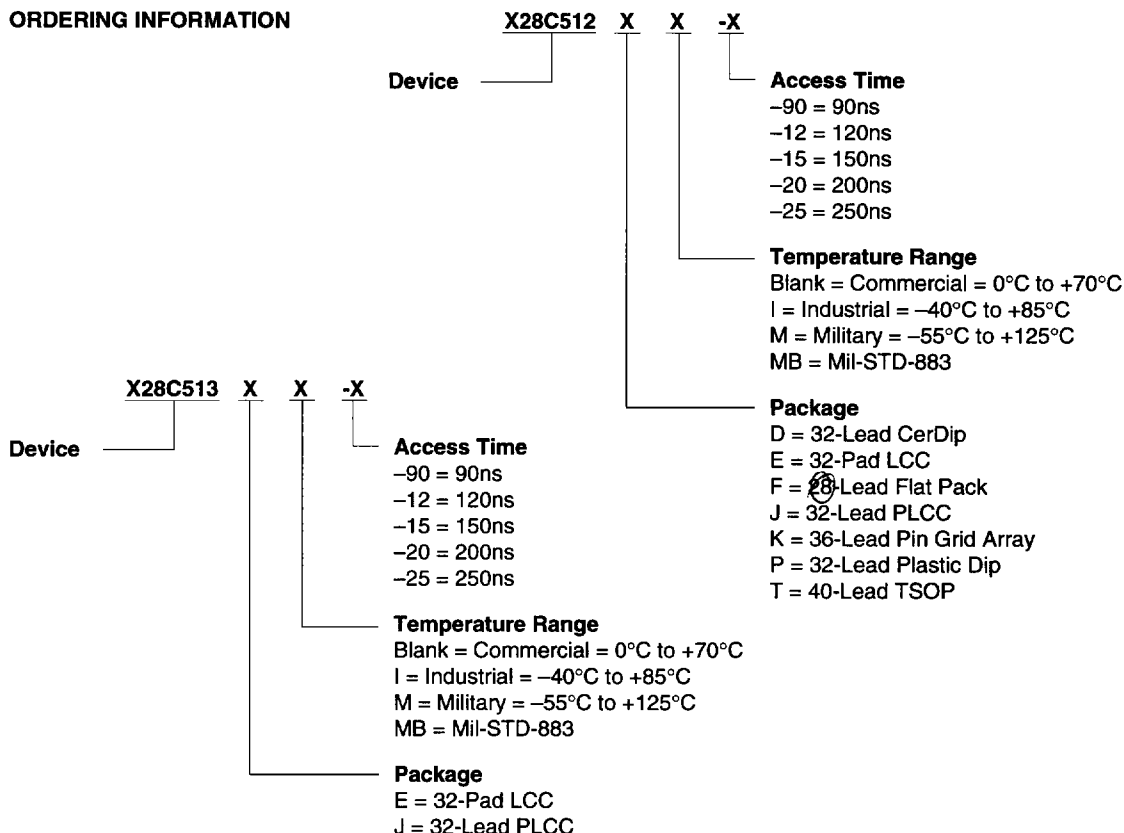 ORDERING INFORMATION
X28C512 X X -X
Device
Access Time
–90 = 90ns
–12 = 120ns
–15 = 150ns
–20 = 200ns
–25 = 250ns
Temperature Range
Blank = Commercial = 0°C to +70°C
I = Industrial = –40°C to +85°C
M = Military = –55°C to +125°C
MB = Mil-STD-883
Package
D = 32-Lead CerDip
E = 32-Pad LCC
F = 28-Lead Flat Pack
J = 32-Lead PLCC
K = 36-Lead Pin Grid Array
P = 32-Lead Plastic Dip
T = 40-Lead TSOP
X28C513 X X -X
Device
Access Time
–90 = 90ns
–12 = 120ns
–15 = 150ns
–20 = 200ns
–25 = 250ns
Temperature Range
Blank = Commercial = 0°C to +70°C
I = Industrial = –40°C to +85°C
M = Military = –55°C to +125°C
MB = Mil-STD-883
Package
E = 32-Pad LCC
J = 32-Lead PLCC